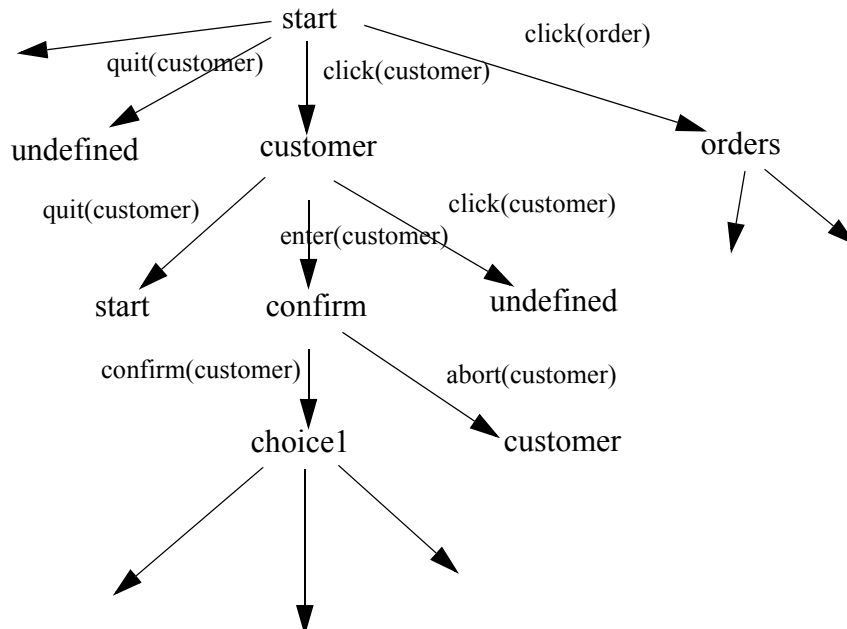 start
click(order)
quit(customer)
click(customer)
undefined
customer
orders
quit(customer)
click(customer)
enter(customer)
start
confirm
undefined
confirm(customer)
abort(customer)
choice1
customer